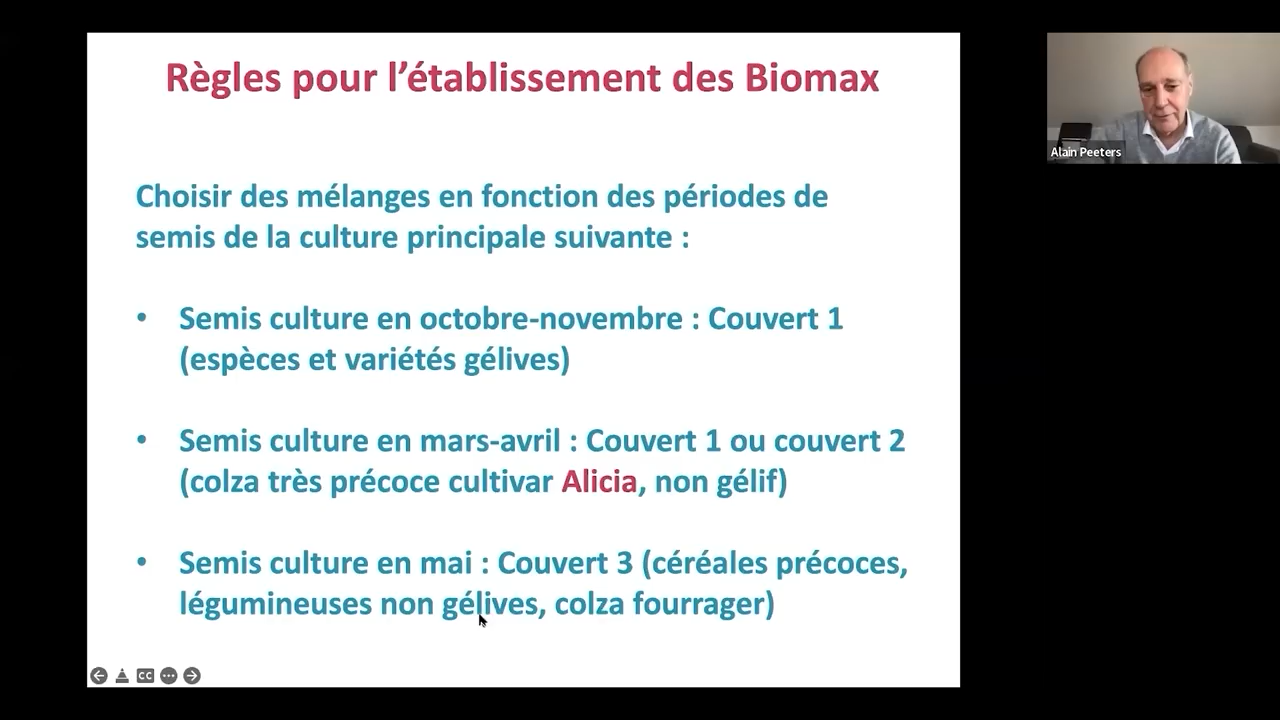 Règles pour l’établissement des Biomax
Choisir des mélanges en fonction des périodes de
semis de la culture principale suivante :
• Semis culture en octobre-novembre : Couvert 1
(espèces et variétés gélives)
• Semis culture en mars-avril : Couvert 1 ou couvert 2
(colza très précoce cultivar Alicia, non gélif)
• Semis culture en mai : Couvert 3 (céréales précoces,
légumineuses non gélives, colza fourrager)
CC
Alain Peeters